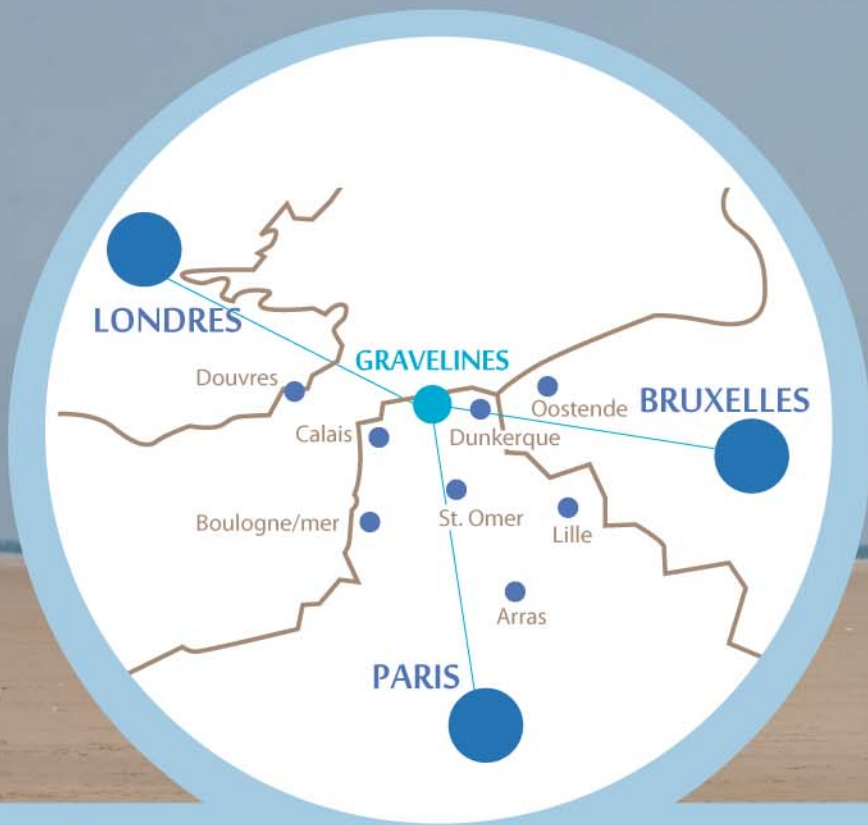 LONDRES
GRAVELINES
Douvres
Oostende
BRUXELLES
Calais
Dunkerque
Boulogne/mer
St. Omer
Lille
Arras
PARIS